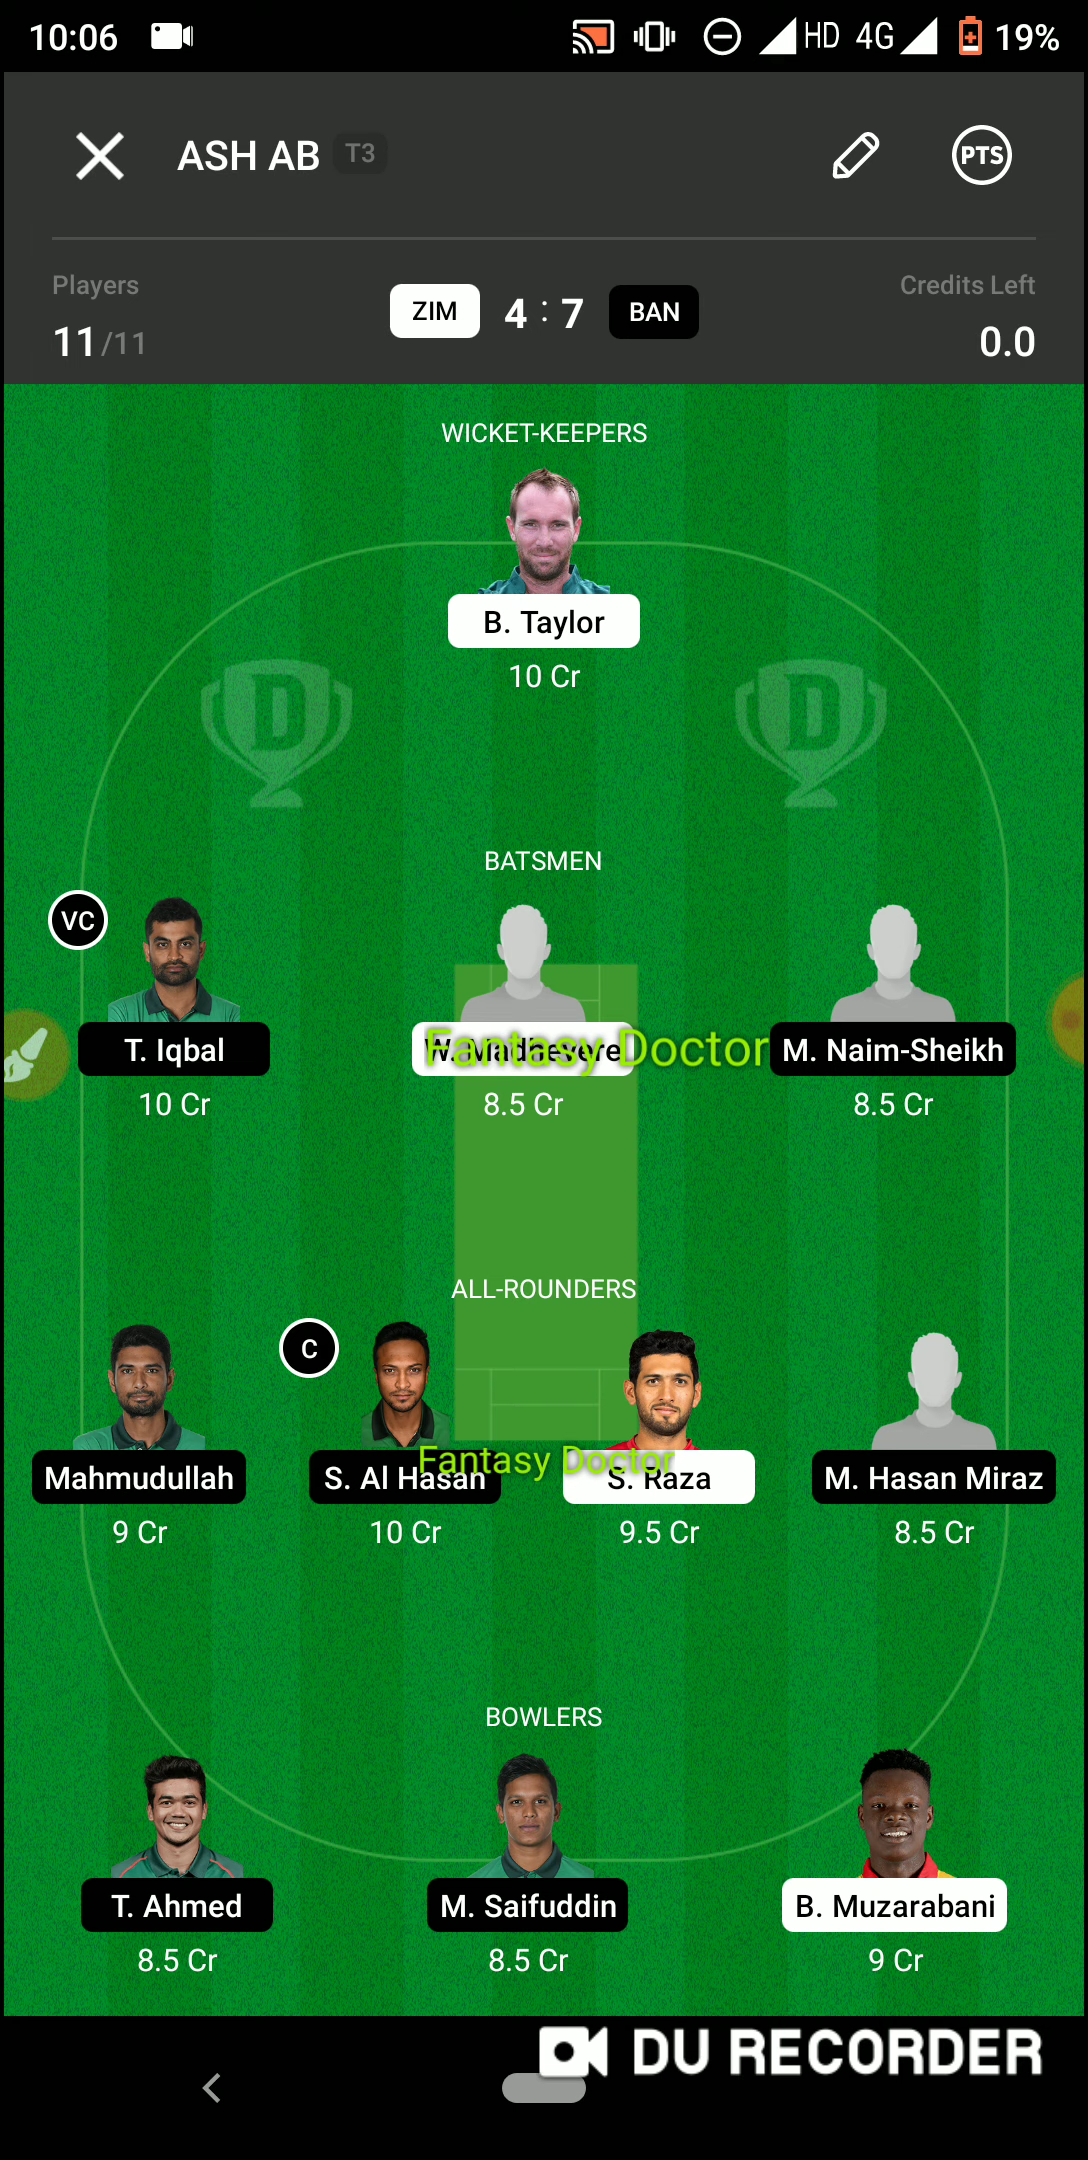 10:06 HD 4G 19%
ASH AB T3 PTS
Players Credits Left
ZIM 4 : 7 BAN
11/11 0.0
WICKET-KEEPERS
B. Taylor
10 Cr
D D
BATSMEN
VC
T. Iqbal W. Madhevere M. Naim-Sheikh
Fantasy Doctor
10 Cr 8.5 Cr 8.5 Cr
ALL-ROUNDERS
C
Fantasy Doctor
Mahmudullah S. Al Hasan S. Raza M. Hasan Miraz
9 Cr 10 Cr 9.5 Cr 8.5 Cr
BOWLERS
T. Ahmed M. Saifuddin B. Muzarabani
8.5 Cr 8.5 Cr 9 Cr
DU RECORDER